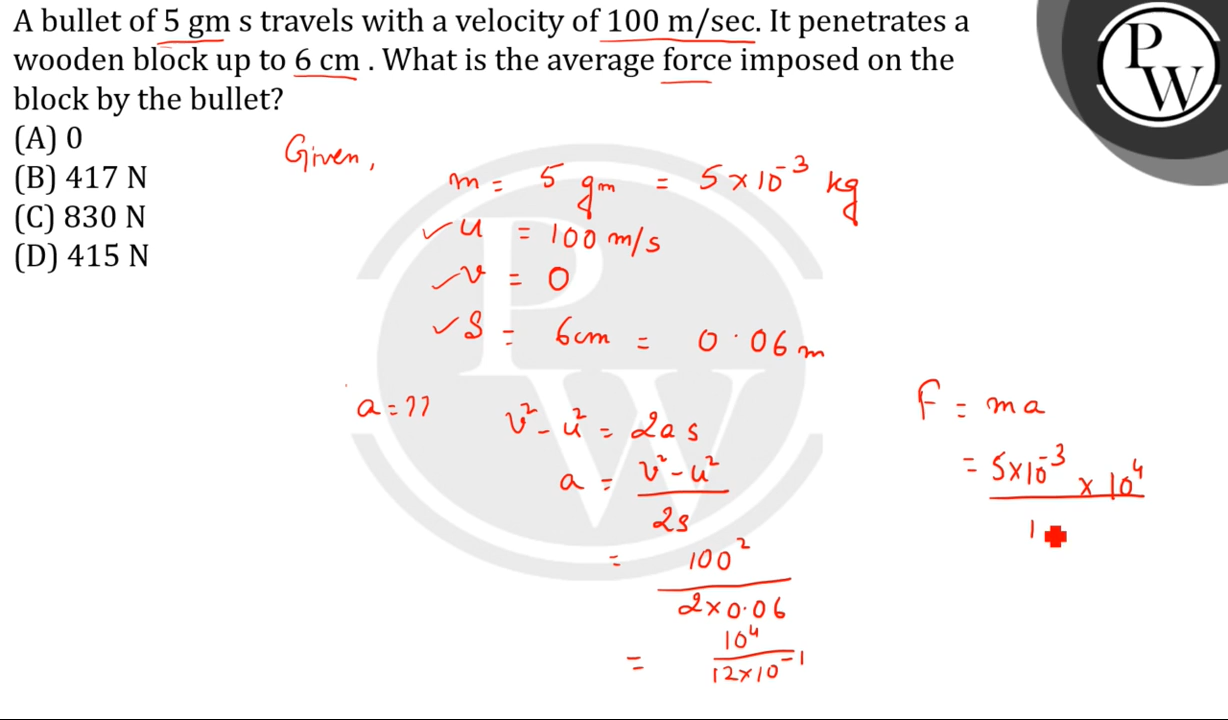 A bullet of 5 gm s travels with a velocity of 100 m/sec. It penetrates a
wooden block up to 6 cm . What is the average force imposed on the
block by the bullet?
(A) 0
(B) 417 N
(C) 830 N
(D) 415 N
PW
Given,
m = 5 gm = 5×10⁻³ kg
✓u = 100 m/s
✓v = 0
✓S = 6cm = 0.06 m
a = ??
v² - u² = 2as
a = v² - u² / 2s
= 100² / 2×0.06
= 10⁴ / 12×10⁻¹
F = ma
= 5×10⁻³ × 10⁴ / 1
PW